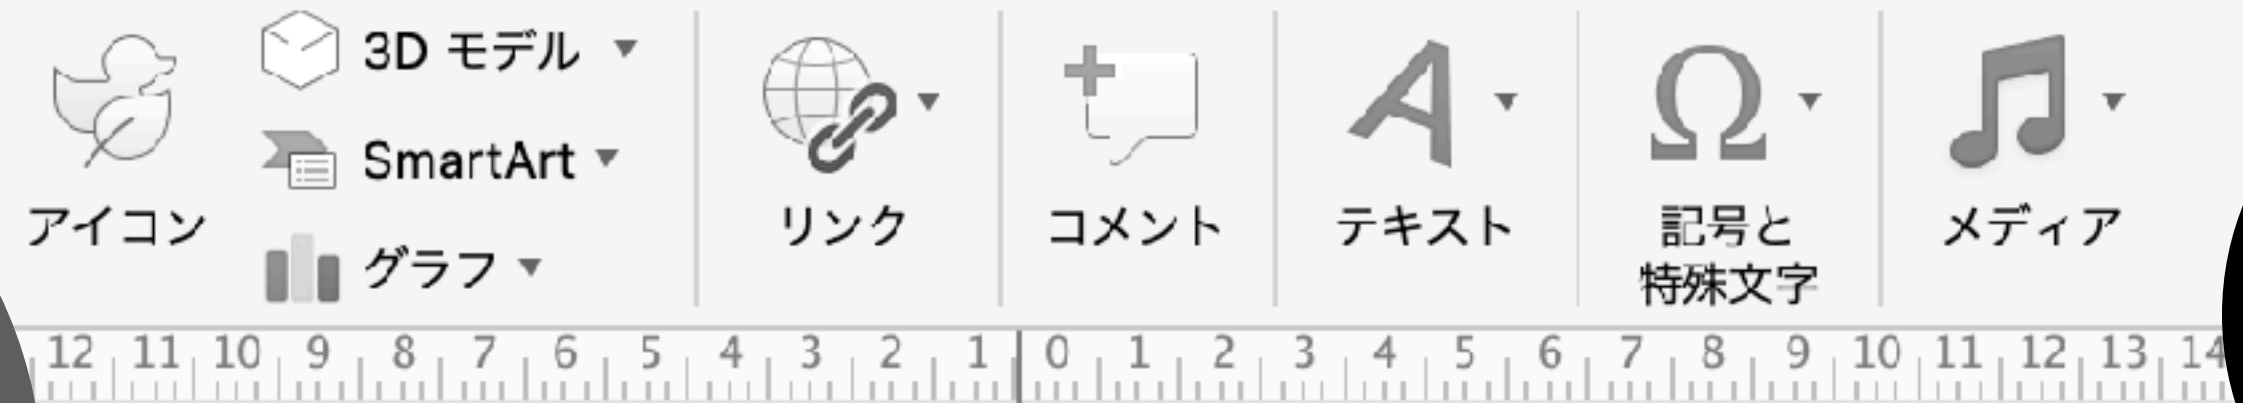 アイコン
3D モデル
SmartArt
グラフ
リンク
コメント
テキスト
記号と
特殊文字
メディア
12 11 10 9 8 7 6 5 4 3 2 1 0 1 2 3 4 5 6 7 8 9 10 11 12 13 14